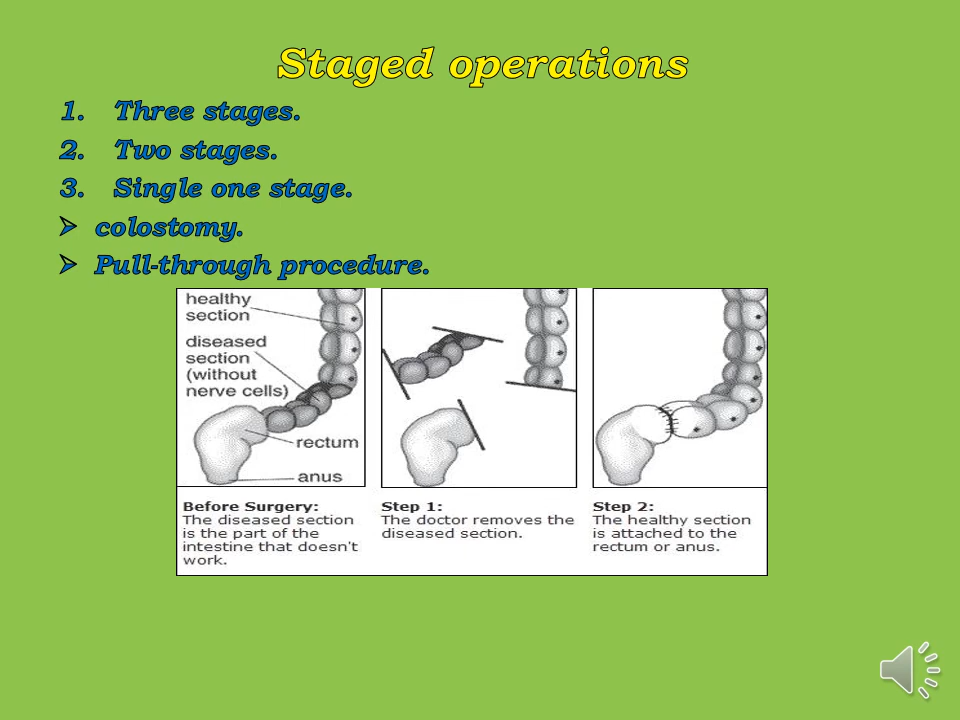 Staged operations
1. Three stages.
2. Two stages.
3. Single one stage.
➢ colostomy.
➢ Pull-through procedure.
healthy
section
diseased
section
(without
nerve cells)
rectum
anus
Before Surgery:
The diseased section
is the part of the
intestine that doesn't
work.
Step 1:
The doctor removes the
diseased section.
Step 2:
The healthy section
is attached to the
rectum or anus.